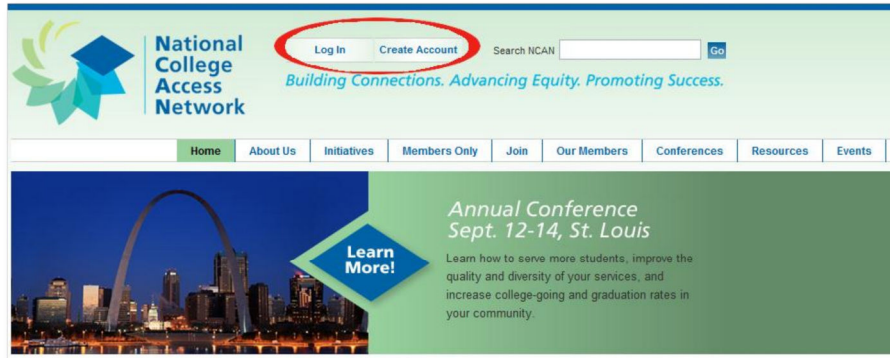 National
College
Access
Network
Log In Create Account Search NCAN Go
Building Connections. Advancing Equity. Promoting Success.
Home About Us Initiatives Members Only Join Our Members Conferences Resources Events
Learn
More!
Annual Conference
Sept. 12-14, St. Louis
Learn how to serve more students, improve the
quality and diversity of your services, and
increase college-going and graduation rates in
your community.